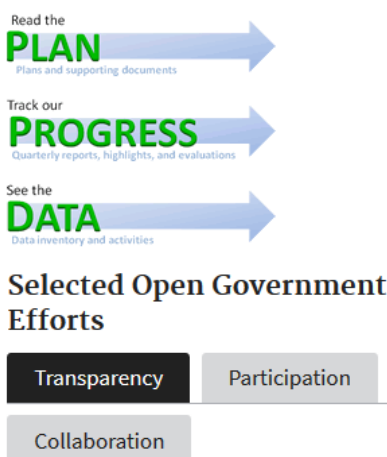 Read the
PLAN
Plans and supporting documents
Track our
PROGRESS
Quarterly reports, highlights, and evaluations
See the
DATA
Data inventory and activities
Selected Open Government
Efforts
Transparency
Participation
Collaboration